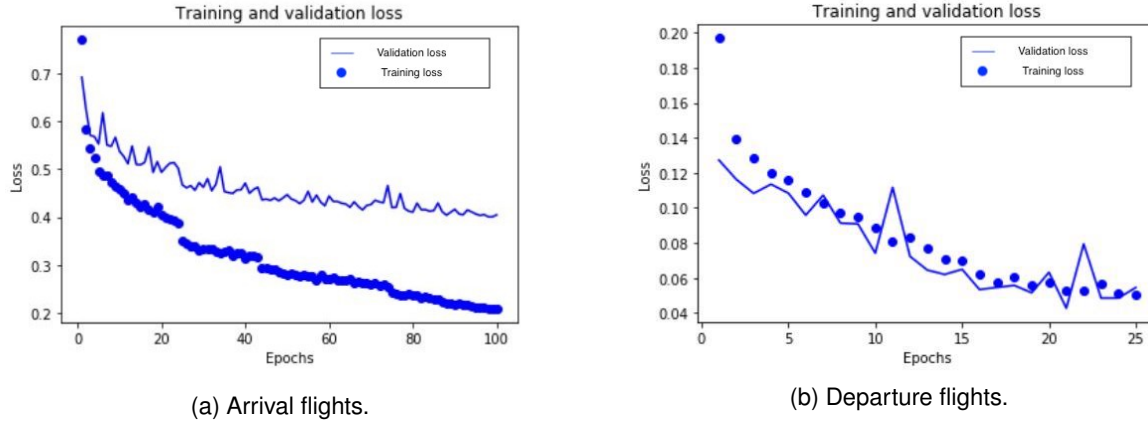 Training and validation loss
Validation loss
Training loss
0.7
0.6
0.5
0.4
0.3
0.2
Loss
0 20 40 60 80 100
Epochs
(a) Arrival flights.
Training and validation loss
Validation loss
Training loss
0.20
0.18
0.16
0.14
0.12
0.10
0.08
0.06
0.04
Loss
0 5 10 15 20 25
Epochs
(b) Departure flights.